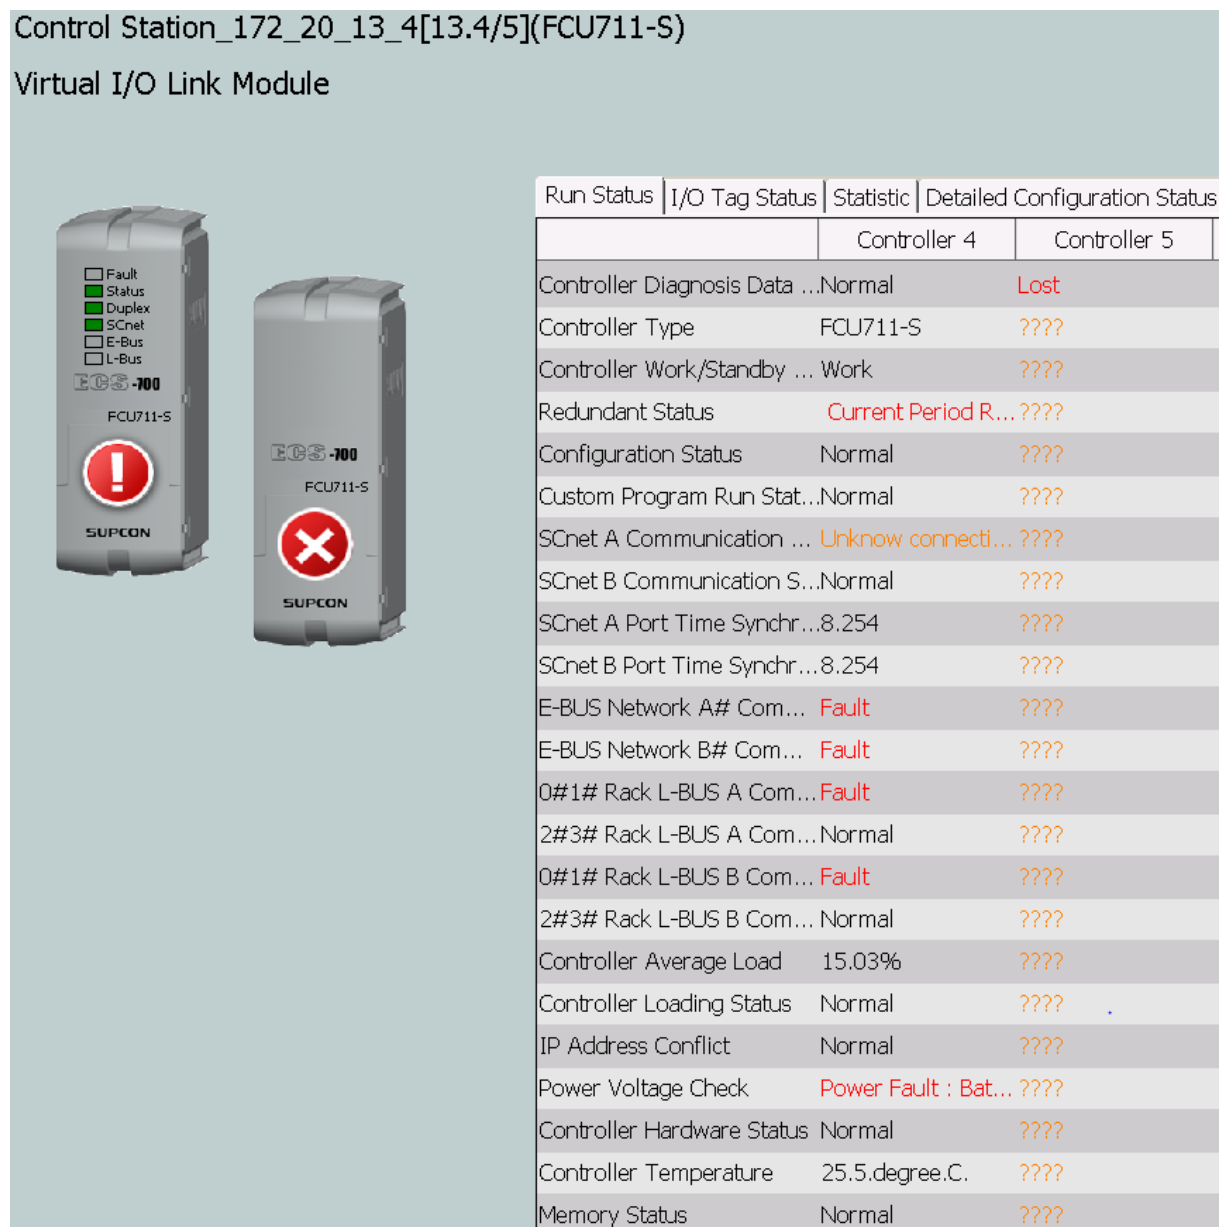 Control Station_172_20_13_4[13.4/5](FCU711-S)
Virtual I/O Link Module
Fault
Status
Duplex
SCnet
E-Bus
L-Bus
ECS-700
FCU711-S
SUPCON
ECS-700
FCU711-S
SUPCON
Run Status I/O Tag Status Statistic Detailed Configuration Status
Controller 4 Controller 5
Controller Diagnosis Data ... Normal Lost
Controller Type FCU711-S ????
Controller Work/Standby ... Work ????
Redundant Status Current Period R... ????
Configuration Status Normal ????
Custom Program Run Stat... Normal ????
SCnet A Communication ... Unknow connecti... ????
SCnet B Communication S... Normal ????
SCnet A Port Time Synchr... 8.254 ????
SCnet B Port Time Synchr... 8.254 ????
E-BUS Network A# Com... Fault ????
E-BUS Network B# Com... Fault ????
0#1# Rack L-BUS A Com... Fault ????
2#3# Rack L-BUS A Com... Normal ????
0#1# Rack L-BUS B Com... Fault ????
2#3# Rack L-BUS B Com... Normal ????
Controller Average Load 15.03% ????
Controller Loading Status Normal ????
IP Address Conflict Normal ????
Power Voltage Check Power Fault : Bat... ????
Controller Hardware Status Normal ????
Controller Temperature 25.5.degree.C. ????
Memory Status Normal ????